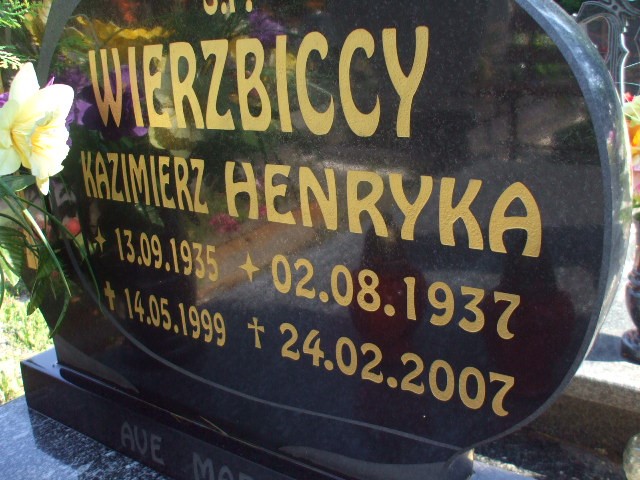 WIERZBICCY
KAZIMIERZ HENRYKA
13.09.1935 02.08.1937
14.05.1999 24.02.2007
AVE